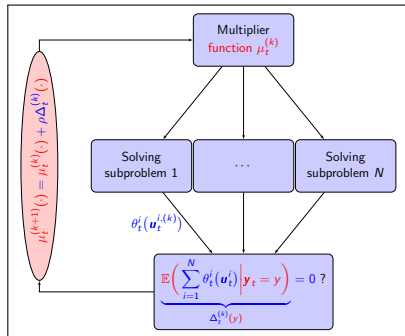 Multiplier
function μ_t^{(k)}
μ_t^{(k+1)}(·) = μ_t^{(k)}(·) + ρΔ_t^{(k)}(·)
Solving
subproblem 1
...
Solving
subproblem N
θ_t^i(u_t^{i,(k)})
𝔼( ∑_{i=1}^N θ_t^i(u_t^i) | y_t = y ) = 0 ?
Δ_t^{(k)}(y)